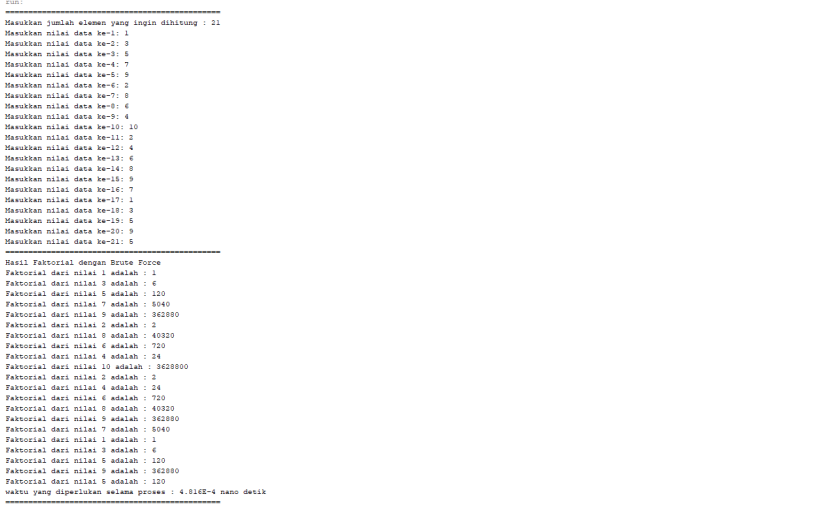 run:
==============================================
Masukkan jumlah elemen yang ingin dihitung : 21
Masukkan nilai data ke-1: 1
Masukkan nilai data ke-2: 3
Masukkan nilai data ke-3: 5
Masukkan nilai data ke-4: 7
Masukkan nilai data ke-5: 9
Masukkan nilai data ke-6: 2
Masukkan nilai data ke-7: 8
Masukkan nilai data ke-8: 6
Masukkan nilai data ke-9: 4
Masukkan nilai data ke-10: 10
Masukkan nilai data ke-11: 2
Masukkan nilai data ke-12: 4
Masukkan nilai data ke-13: 6
Masukkan nilai data ke-14: 8
Masukkan nilai data ke-15: 9
Masukkan nilai data ke-16: 7
Masukkan nilai data ke-17: 1
Masukkan nilai data ke-18: 3
Masukkan nilai data ke-19: 5
Masukkan nilai data ke-20: 9
Masukkan nilai data ke-21: 5
==============================================
Hasil Faktorial dengan Brute Force
Faktorial dari nilai 1 adalah : 1
Faktorial dari nilai 3 adalah : 6
Faktorial dari nilai 5 adalah : 120
Faktorial dari nilai 7 adalah : 5040
Faktorial dari nilai 9 adalah : 362880
Faktorial dari nilai 2 adalah : 2
Faktorial dari nilai 8 adalah : 40320
Faktorial dari nilai 6 adalah : 720
Faktorial dari nilai 4 adalah : 24
Faktorial dari nilai 10 adalah : 3628800
Faktorial dari nilai 2 adalah : 2
Faktorial dari nilai 4 adalah : 24
Faktorial dari nilai 6 adalah : 720
Faktorial dari nilai 8 adalah : 40320
Faktorial dari nilai 9 adalah : 362880
Faktorial dari nilai 7 adalah : 5040
Faktorial dari nilai 1 adalah : 1
Faktorial dari nilai 3 adalah : 6
Faktorial dari nilai 5 adalah : 120
Faktorial dari nilai 9 adalah : 362880
Faktorial dari nilai 5 adalah : 120
waktu yang diperlukan selama proses : 4.816E-4 nano detik
==============================================